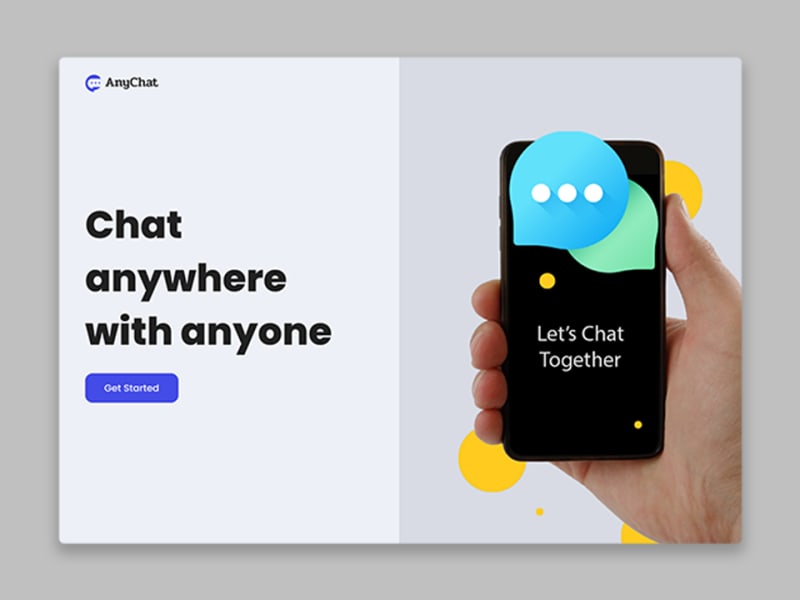 AnyChat
Chat
anywhere
with anyone
Get Started
Let's Chat
Together